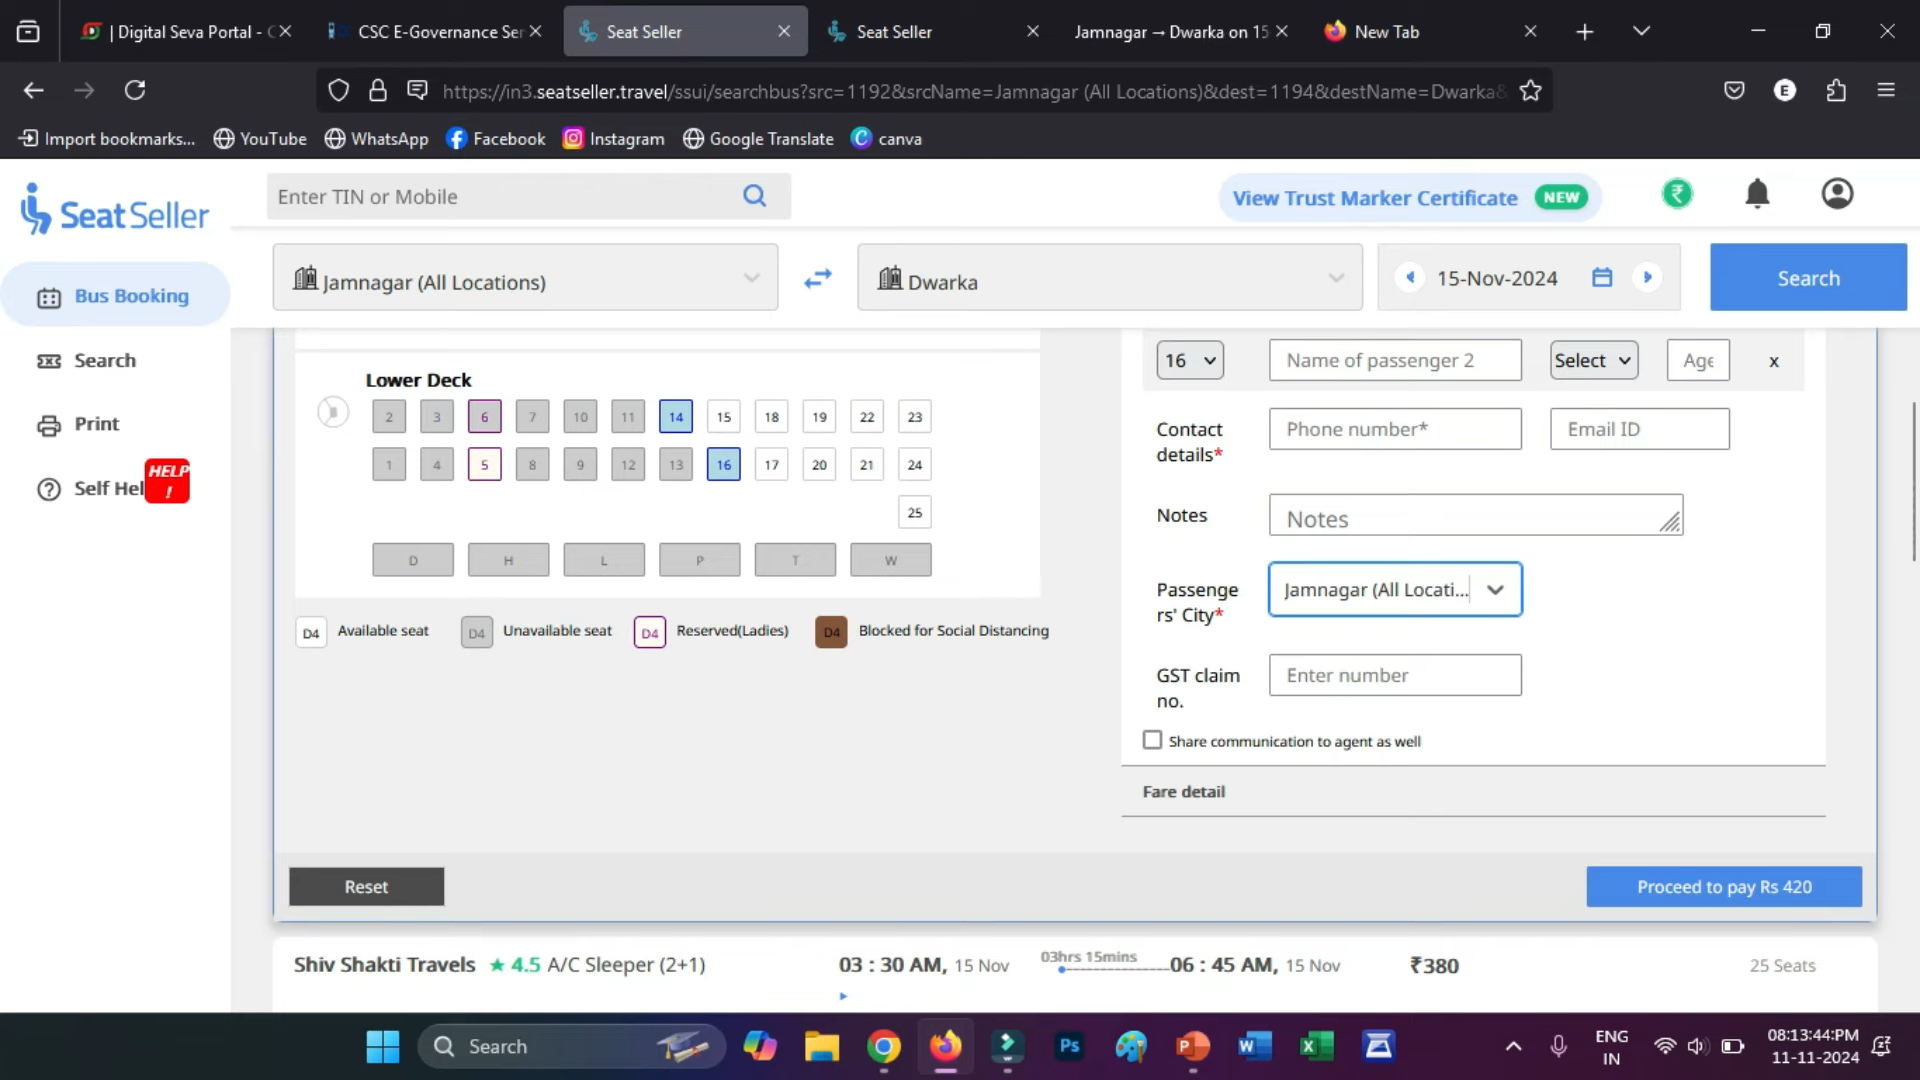 | Digital Seva Portal - C
CSC E-Governance Ser
Seat Seller
Seat Seller
Jamnagar → Dwarka on 15
New Tab
https://in3.seatseller.travel/ssui/searchbus?src=1192&srcName=Jamnagar (All Locations)&dest=1194&destName=Dwarka&
E
Import bookmarks...
YouTube
WhatsApp
Facebook
Instagram
Google Translate
canva
SeatSeller
Enter TIN or Mobile
View Trust Marker Certificate NEW
Jamnagar (All Locations)
Dwarka
15-Nov-2024
Search
Bus Booking
Search
Print
Self Hel
HELP
!
Lower Deck
2 3 6 7 10 11 14 15 18 19 22 23
1 4 5 8 9 12 13 16 17 20 21 24
25
D H L P T W
D4 Available seat
D4 Unavailable seat
D4 Reserved(Ladies)
D4 Blocked for Social Distancing
16
Name of passenger 2
Select
Age
x
Contact
details*
Phone number*
Email ID
Notes
Notes
Passenge
rs' City*
Jamnagar (All Locati...
GST claim
no.
Enter number
Share communication to agent as well
Fare detail
Reset
Proceed to pay Rs 420
Shiv Shakti Travels ★ 4.5 A/C Sleeper (2+1)
03 : 30 AM, 15 Nov
03hrs 15mins
06 : 45 AM, 15 Nov
₹380
25 Seats
Search
Ps
P
W
X
ENG
IN
08:13:44:PM
11-11-2024